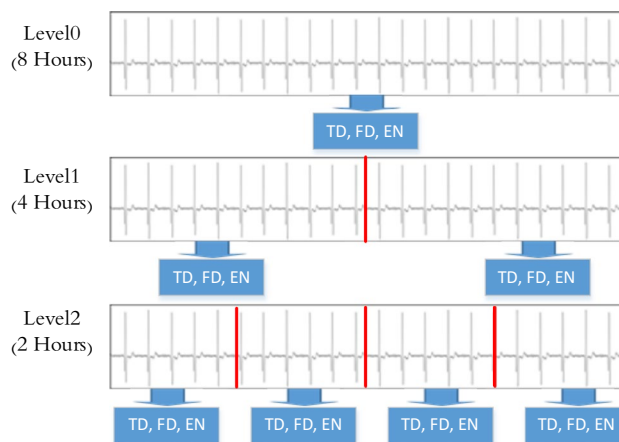 Level0
(8 Hours)
TD, FD, EN
Level1
(4 Hours)
TD, FD, EN
TD, FD, EN
Level2
(2 Hours)
TD, FD, EN
TD, FD, EN
TD, FD, EN
TD, FD, EN